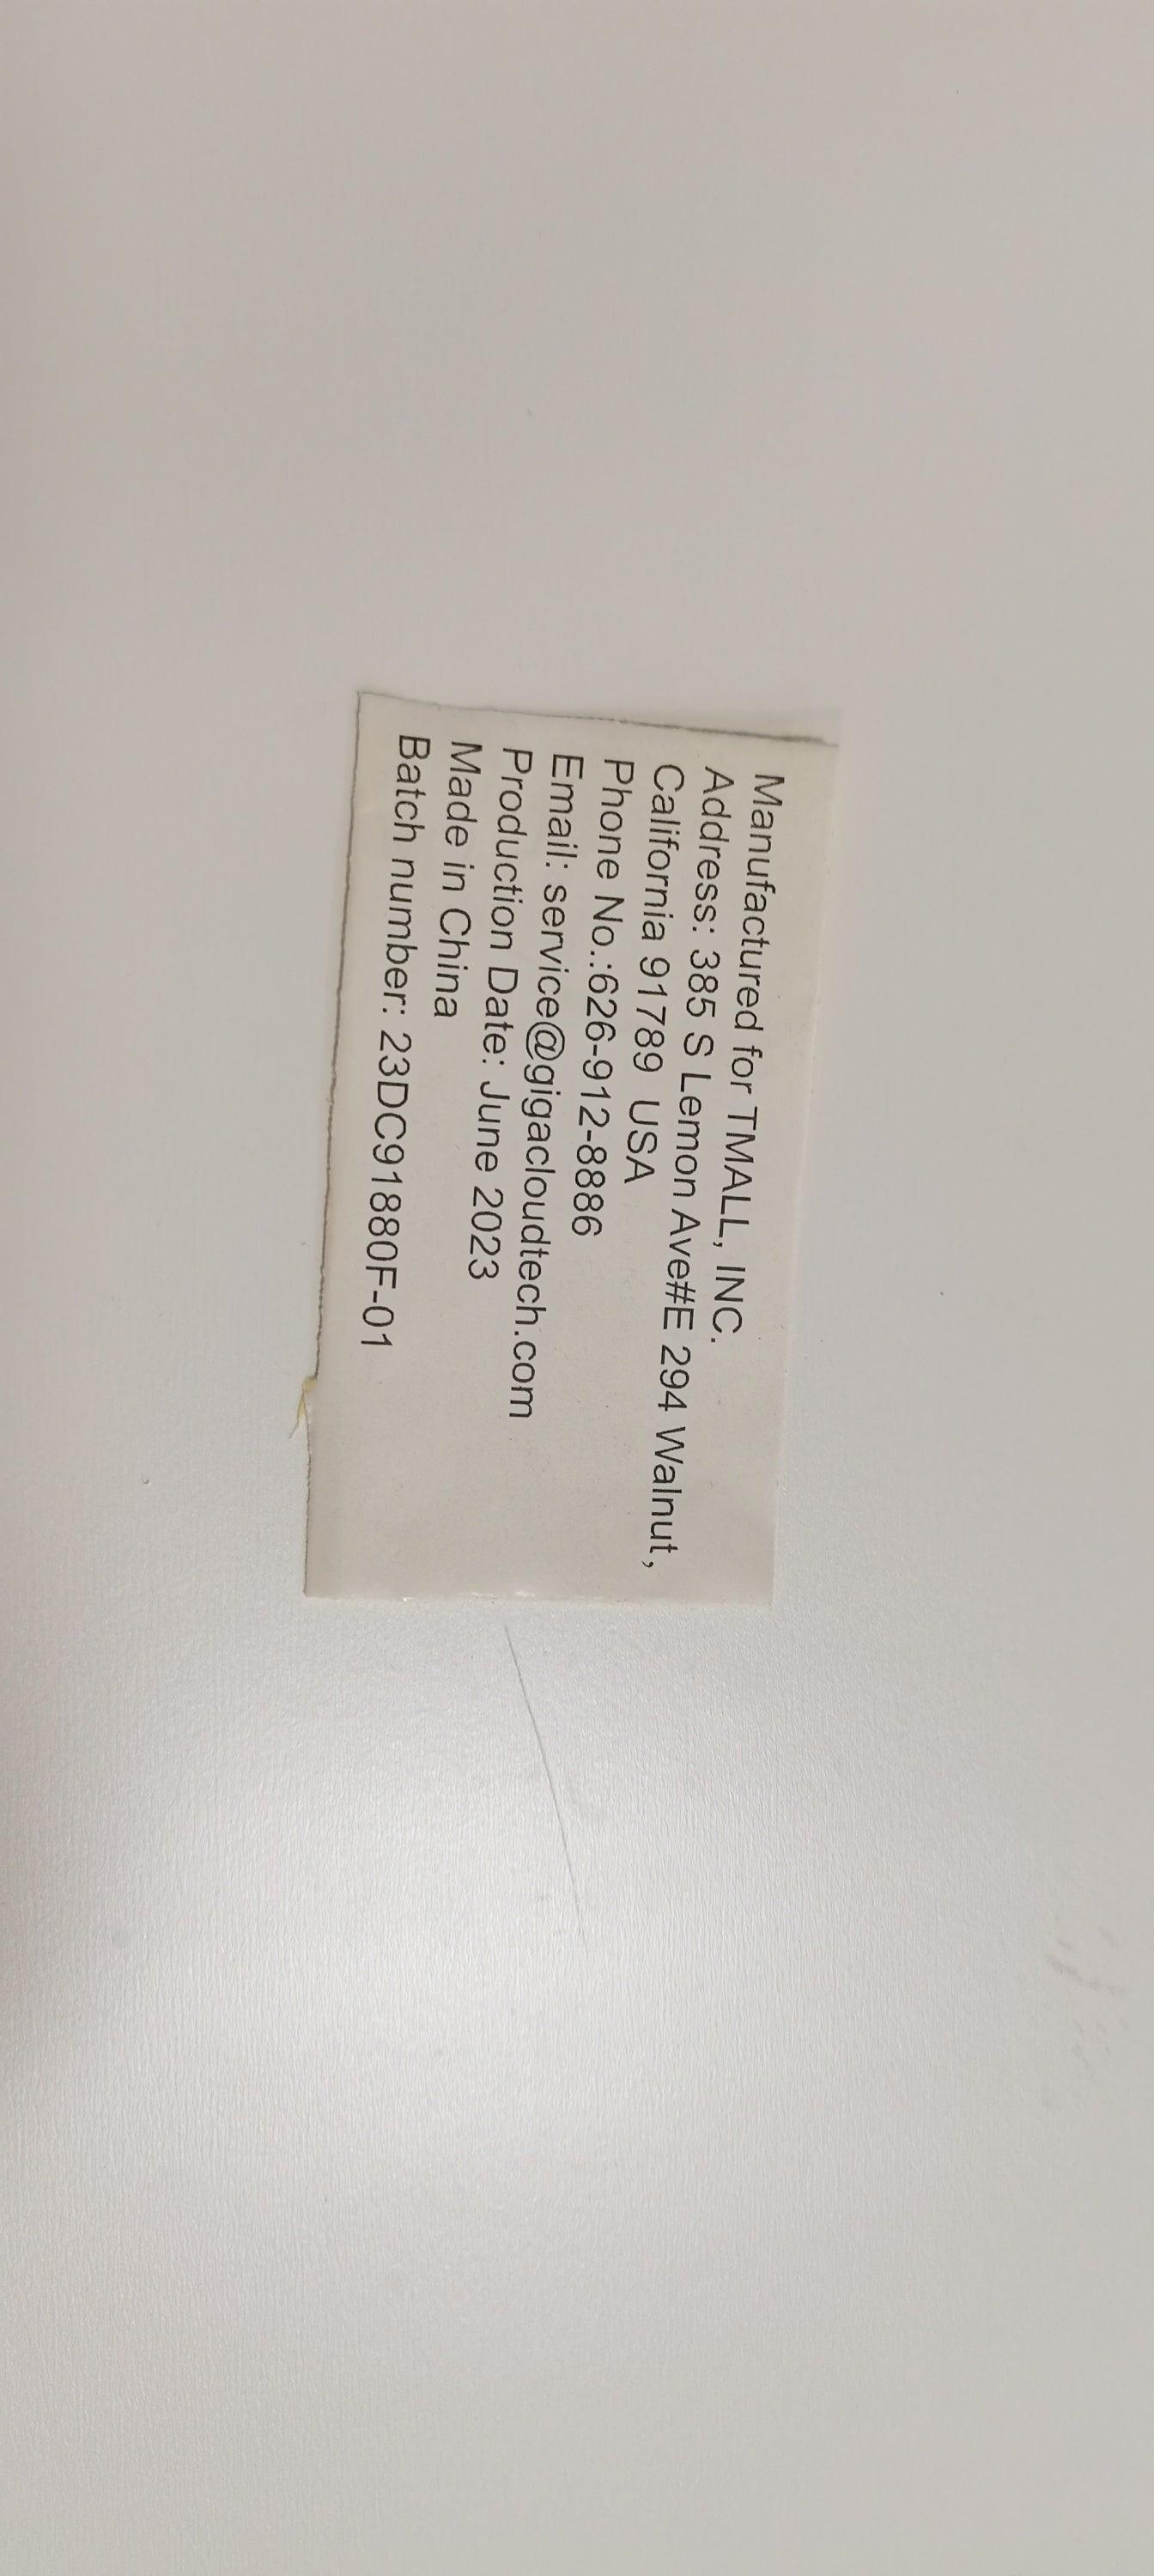 Manufactured for TMALL, INC.
Address: 385 S Lemon Ave#E 294 Walnut,
California 91789 USA
Phone No.:626-912-8886
Email: service@gigacloudtech.com
Production Date: June 2023
Made in China
Batch number: 23DC91880F-01